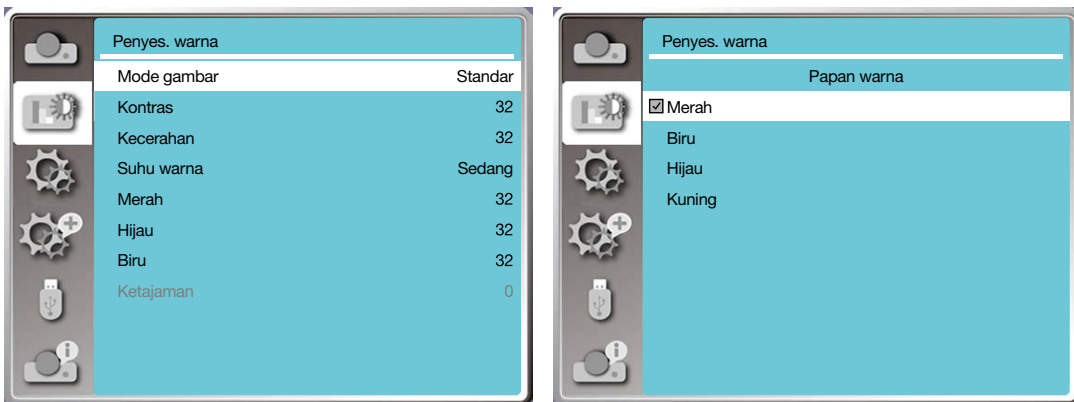 Penyes. warna
Mode gambar Standar
Kontras 32
Kecerahan 32
Suhu warna Sedang
Merah 32
Hijau 32
Biru 32
Ketajaman 0
Penyes. warna
Papan warna
Merah
Biru
Hijau
Kuning